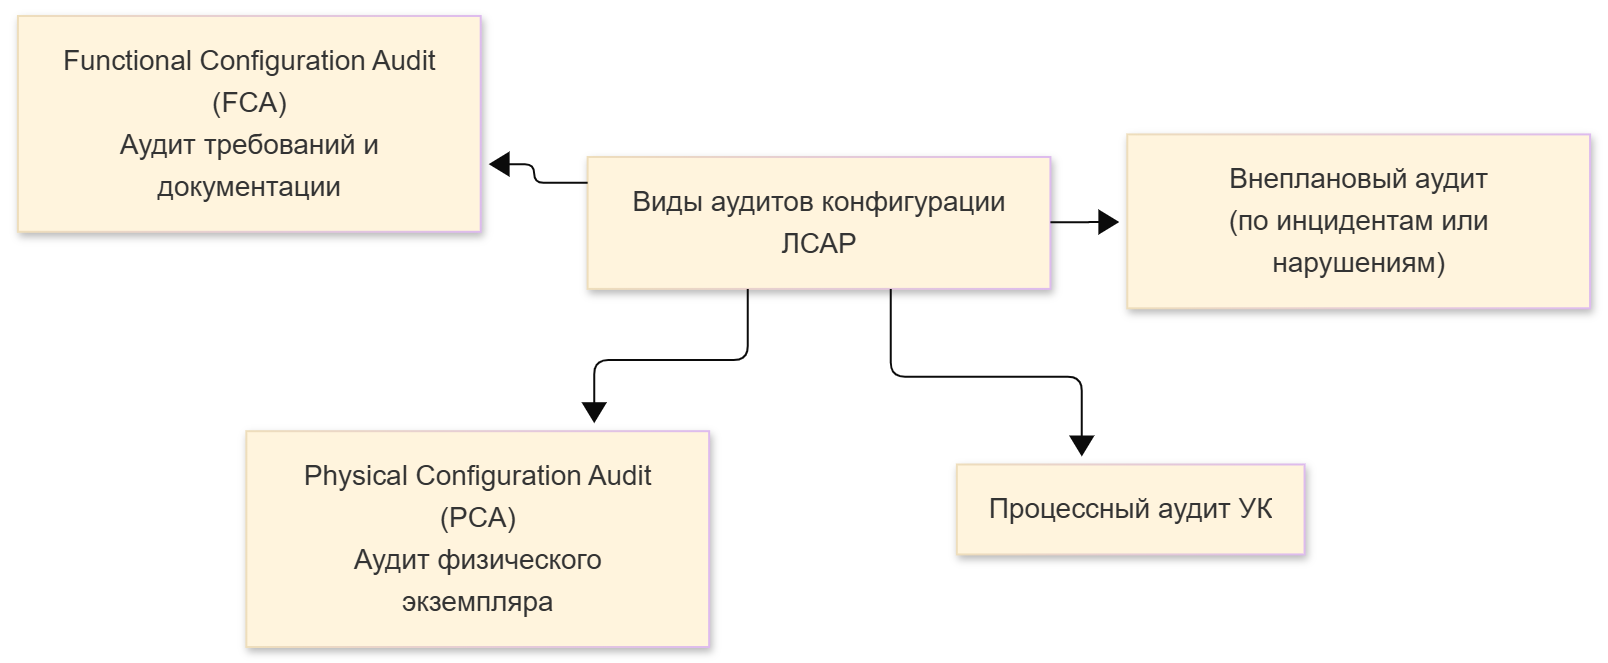 Functional Configuration Audit
(FCA)
Аудит требований и
документации
Виды аудитов конфигурации
ЛСАР
Внеплановый аудит
(по инцидентам или
нарушениям)
Physical Configuration Audit
(PCA)
Аудит физического
экземпляра
Процессный аудит УК